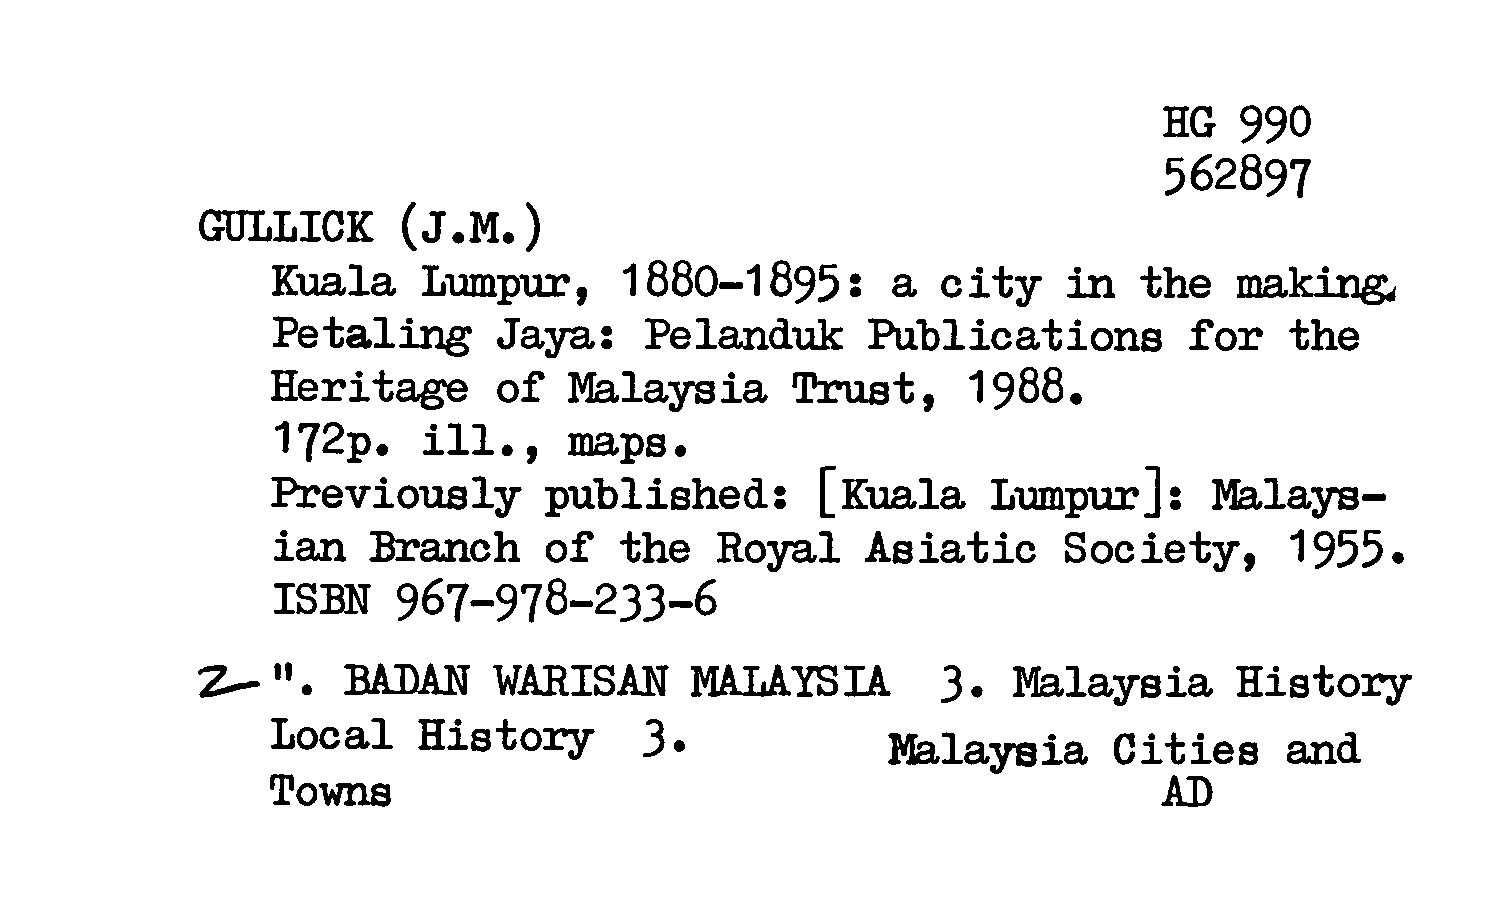 HG 990
562897
GULLICK (J.M.)
Kuala Lumpur, 1880-1895: a city in the making.
Petaling Jaya: Pelanduk Publications for the
Heritage of Malaysia Trust, 1988.
172p. ill., maps.
Previously published: [Kuala Lumpur]: Malays-
ian Branch of the Royal Asiatic Society, 1955.
ISBN 967-978-233-6
2 ". BADAN WARISAN MALAYSIA 3. Malaysia History
Local History 3. Malaysia Cities and
Towns AD